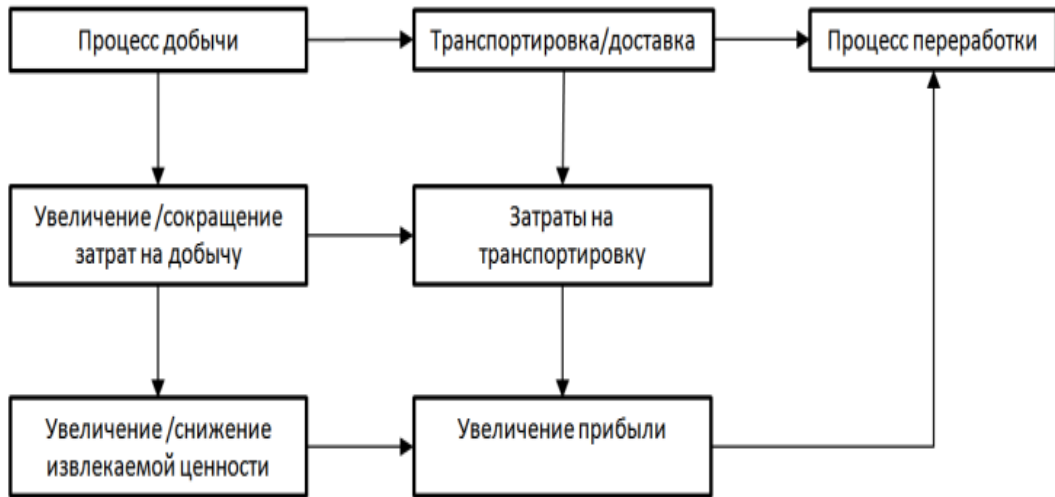 Процесс добычи
Транспортировка/доставка
Процесс переработки
Увеличение /сокращение
затрат на добычу
Затраты на
транспортировку
Увеличение /снижение
извлекаемой ценности
Увеличение прибыли